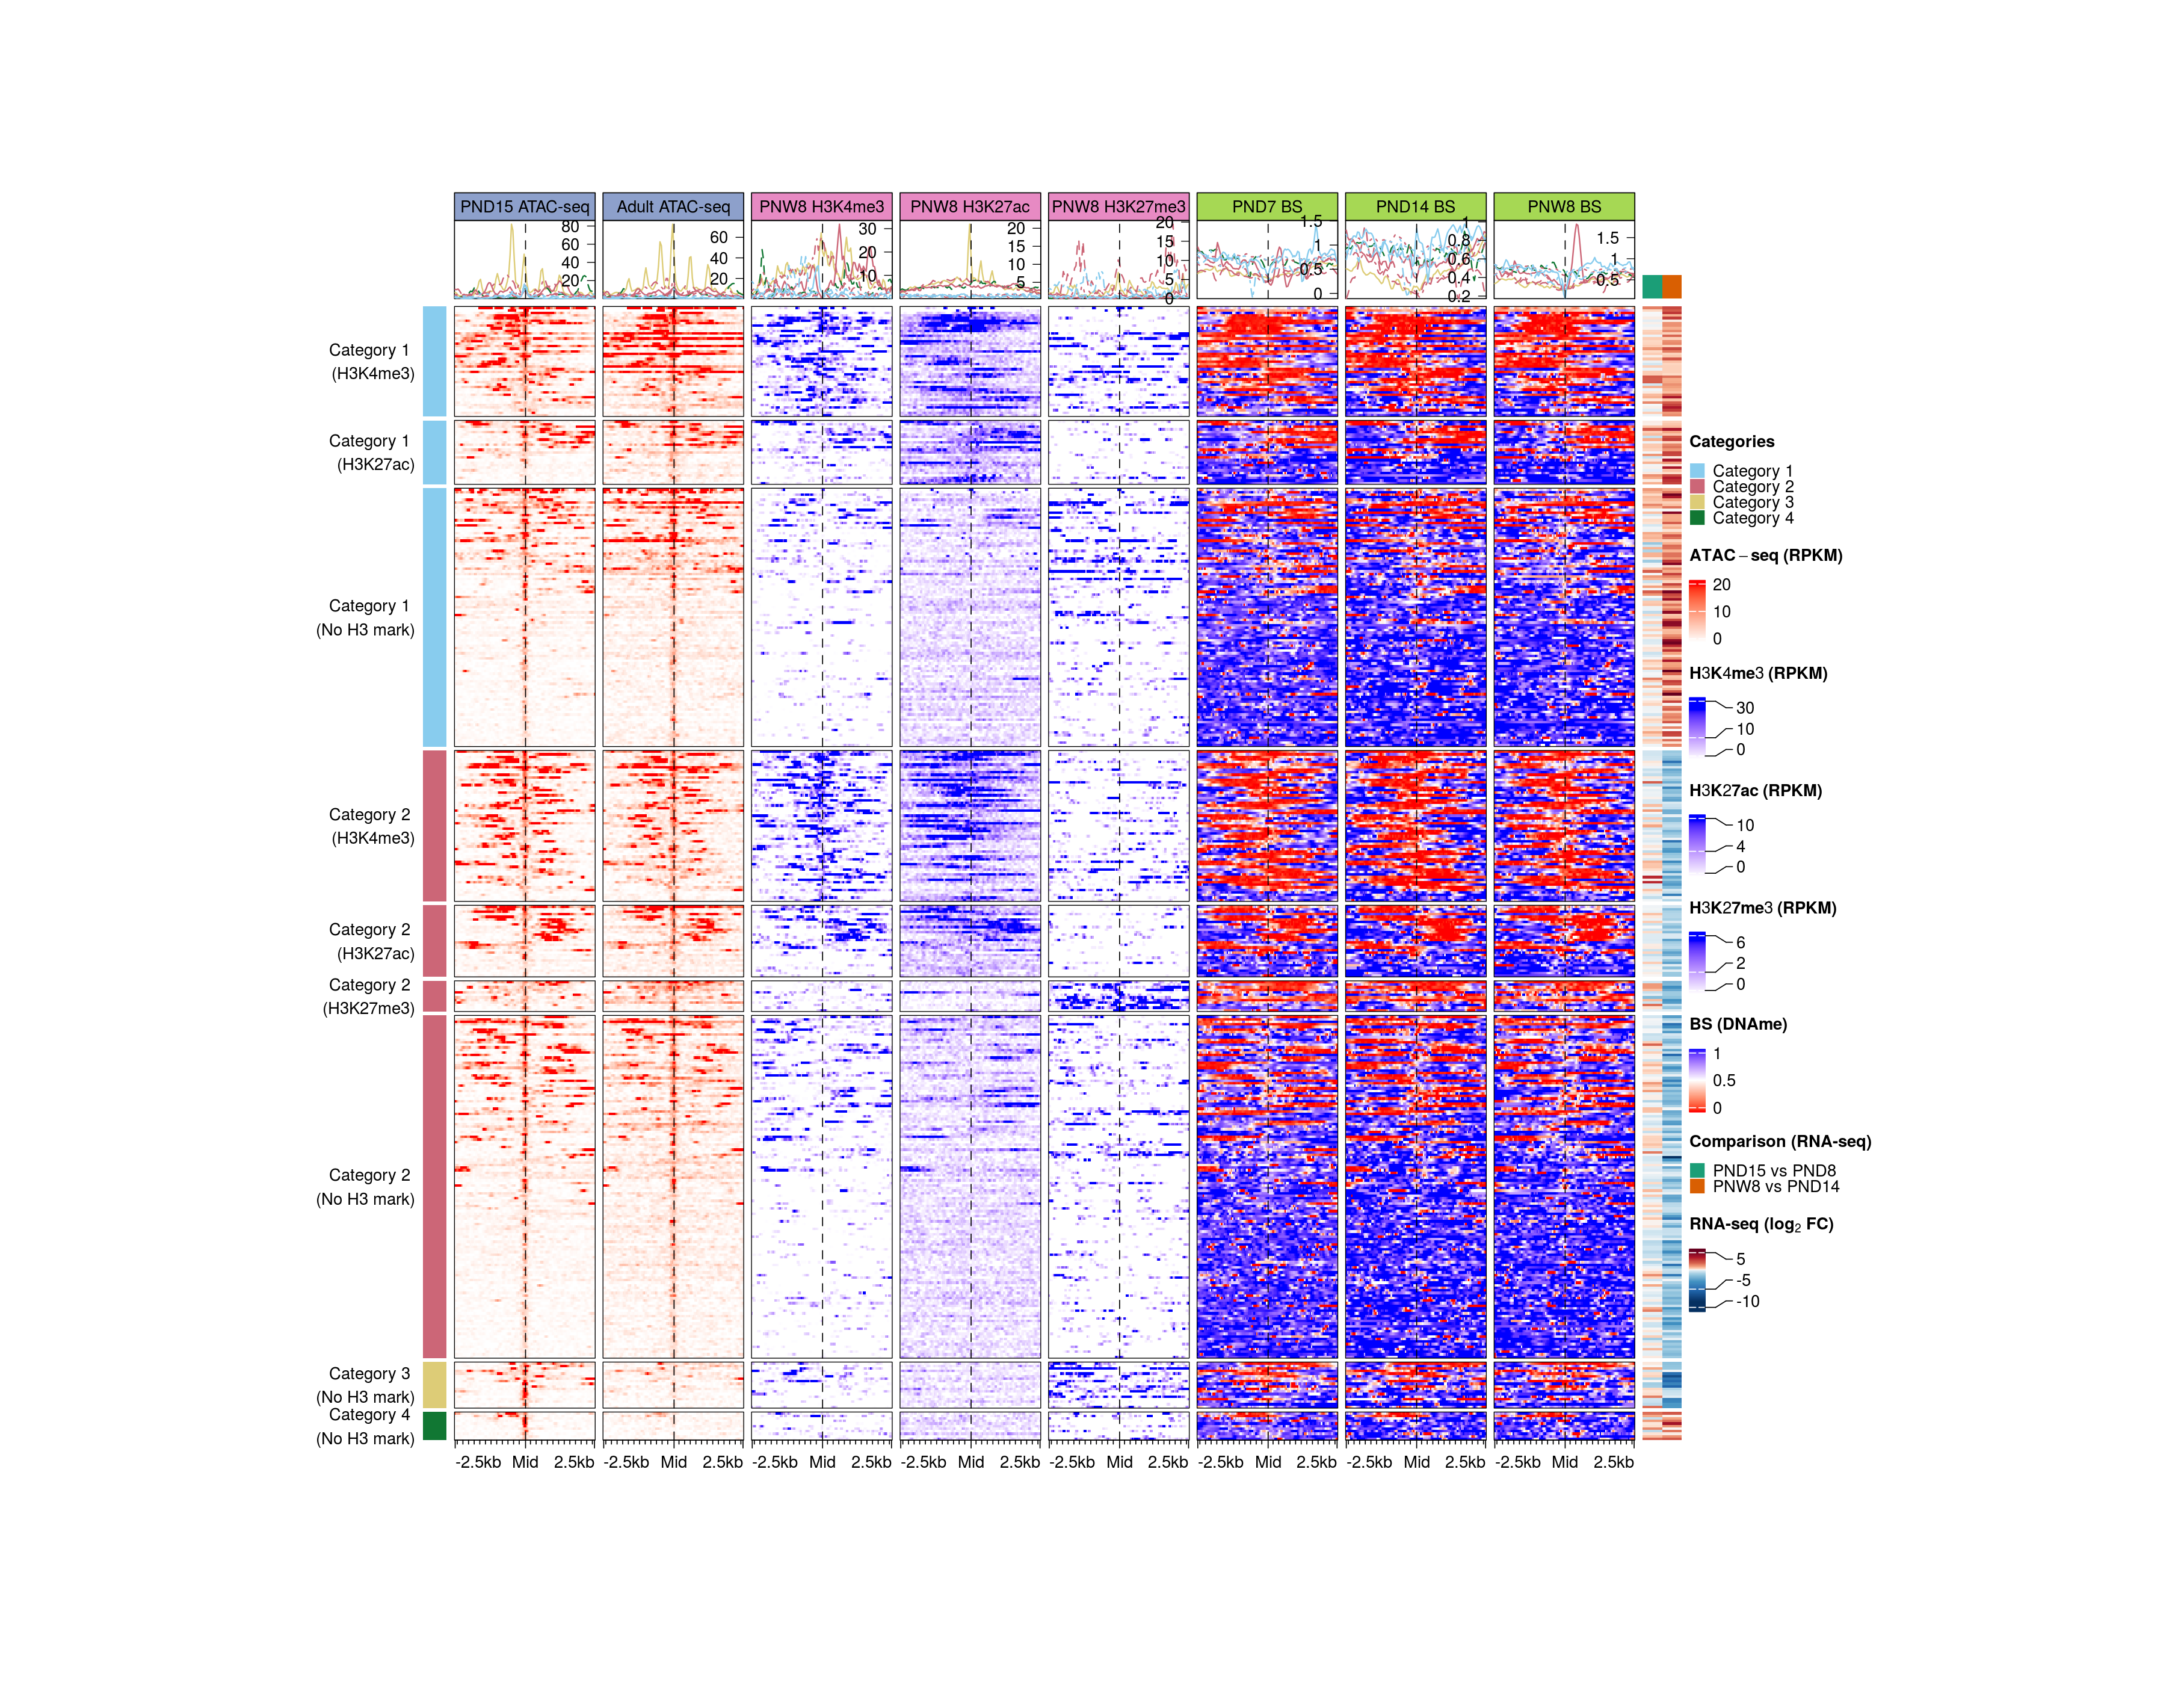 PND15 ATAC-seq Adult ATAC-seq PNW8 H3K4me3 PNW8 H3K27ac PNW8 H3K27me3 PND7 BS PND14 BS PNW8 BS
80
60
40
20
60
40
20
30
20
10
20
15
10
5
20
15
10
5
0
1.5
1
0.5
0
1
0.8
0.6
0.4
0.2
1.5
1
0.5
Category 1
(H3K4me3)
Category 1
(H3K27ac)
Category 1
(No H3 mark)
Category 2
(H3K4me3)
Category 2
(H3K27ac)
Category 2
(H3K27me3)
Category 2
(No H3 mark)
Category 3
(No H3 mark)
Category 4
(No H3 mark)
-2.5kb Mid 2.5kb -2.5kb Mid 2.5kb -2.5kb Mid 2.5kb -2.5kb Mid 2.5kb -2.5kb Mid 2.5kb -2.5kb Mid 2.5kb -2.5kb Mid 2.5kb -2.5kb Mid 2.5kb
Categories
Category 1
Category 2
Category 3
Category 4
ATAC−seq (RPKM)
20
10
0
H3K4me3 (RPKM)
30
10
0
H3K27ac (RPKM)
10
4
0
H3K27me3 (RPKM)
6
2
0
BS (DNAme)
1
0.5
0
Comparison (RNA-seq)
PND15 vs PND8
PNW8 vs PND14
RNA-seq (log₂ FC)
5
-5
-10